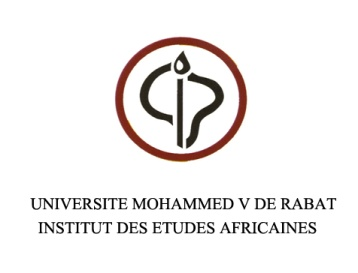 UNIVERSITE MOHAMMED V DE RABAT
INSTITUT DES ETUDES AFRICAINES